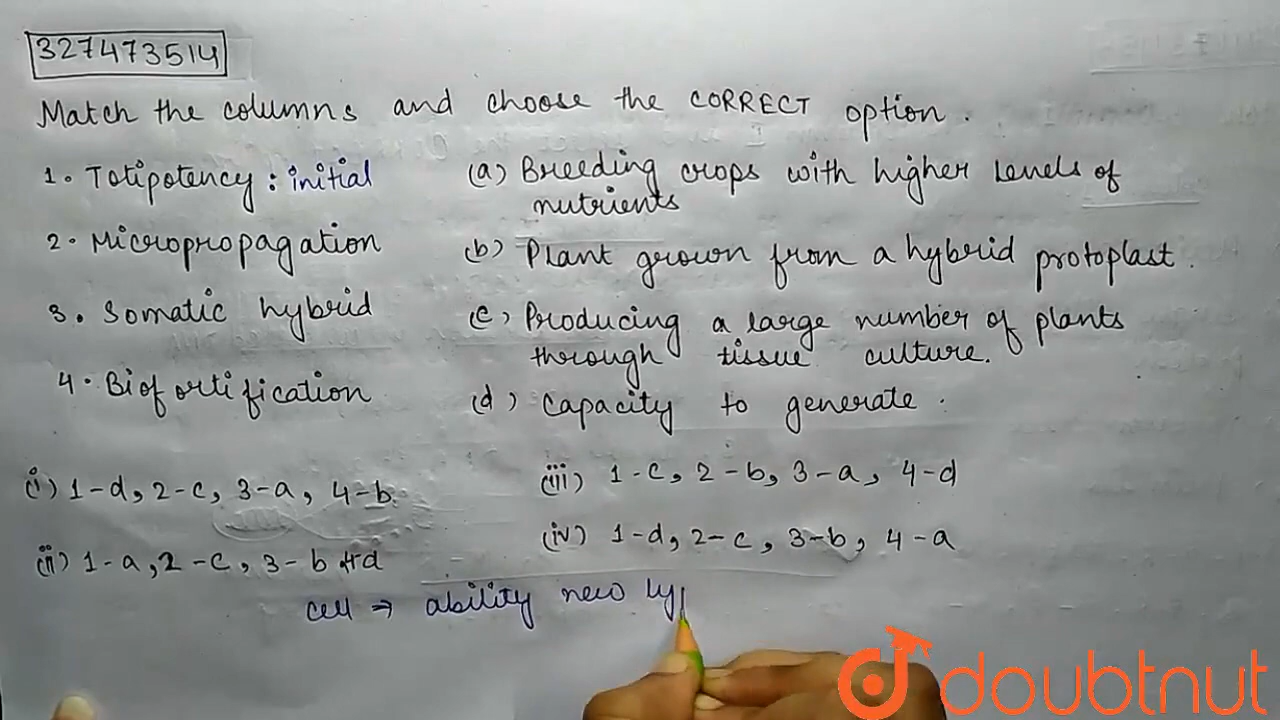 327473514
Match the columns and choose the CORRECT option.
1. Totipotency : initial
(a) Breeding crops with higher levels of
nutrients
2. Micropropagation
(b) Plant grown from a hybrid protoplast.
3. Somatic hybrid
(c) Producing a large number of plants
through tissue culture.
4. Biofortification
(d) Capacity to generate.
(i) 1-d, 2-c, 3-a, 4-b.
(iii) 1-c, 2-b, 3-a, 4-d
(ii) 1-a, 2-c, 3-b 4-d
(iv) 1-d, 2-c, 3-b, 4-a
cell ⇒ ability new
doubtnut